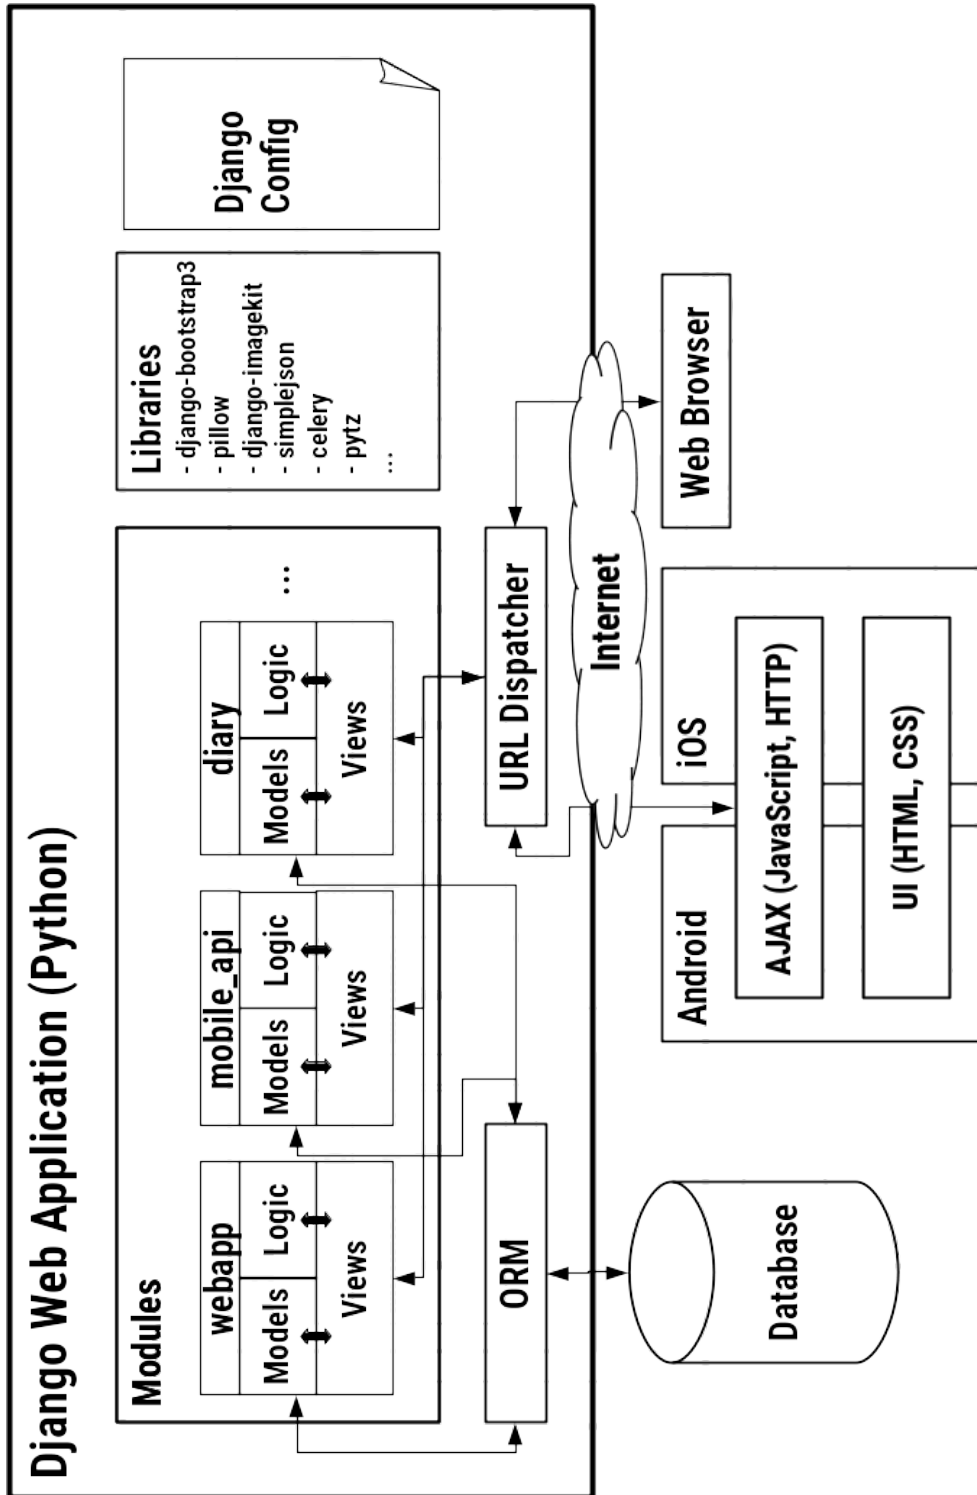 Django Web Application (Python)
Modules
webapp
Models
Logic
Views
mobile_api
Models
Logic
Views
diary
Models
Logic
Views
...
Libraries
- django-bootstrap3
- pillow
- django-imagekit
- simplejson
- celery
- pytz
...
Django
Config
ORM
URL Dispatcher
Internet
Database
Android
iOS
AJAX (JavaScript, HTTP)
UI (HTML, CSS)
Web Browser